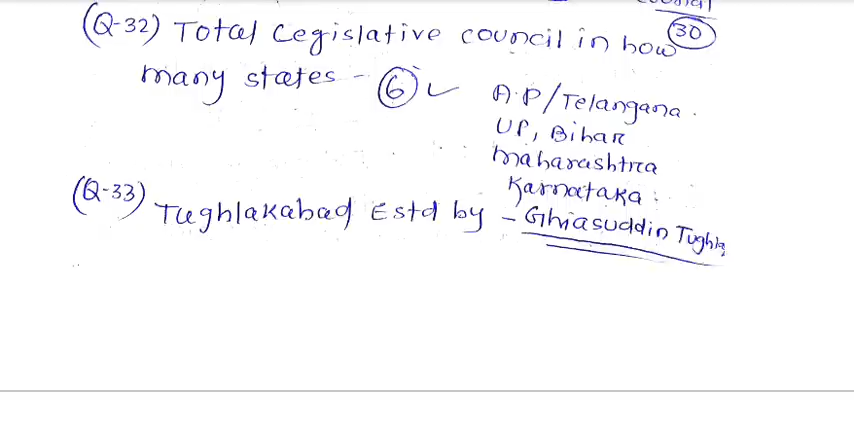 (30)
(Q-32) Total Legislative council in how
many states - (6) ✓
A.P/Telangana.
UP, Bihar
Maharashtra
Karnataka.
(Q-33) Tughlakabad Estd by - Ghiasuddin